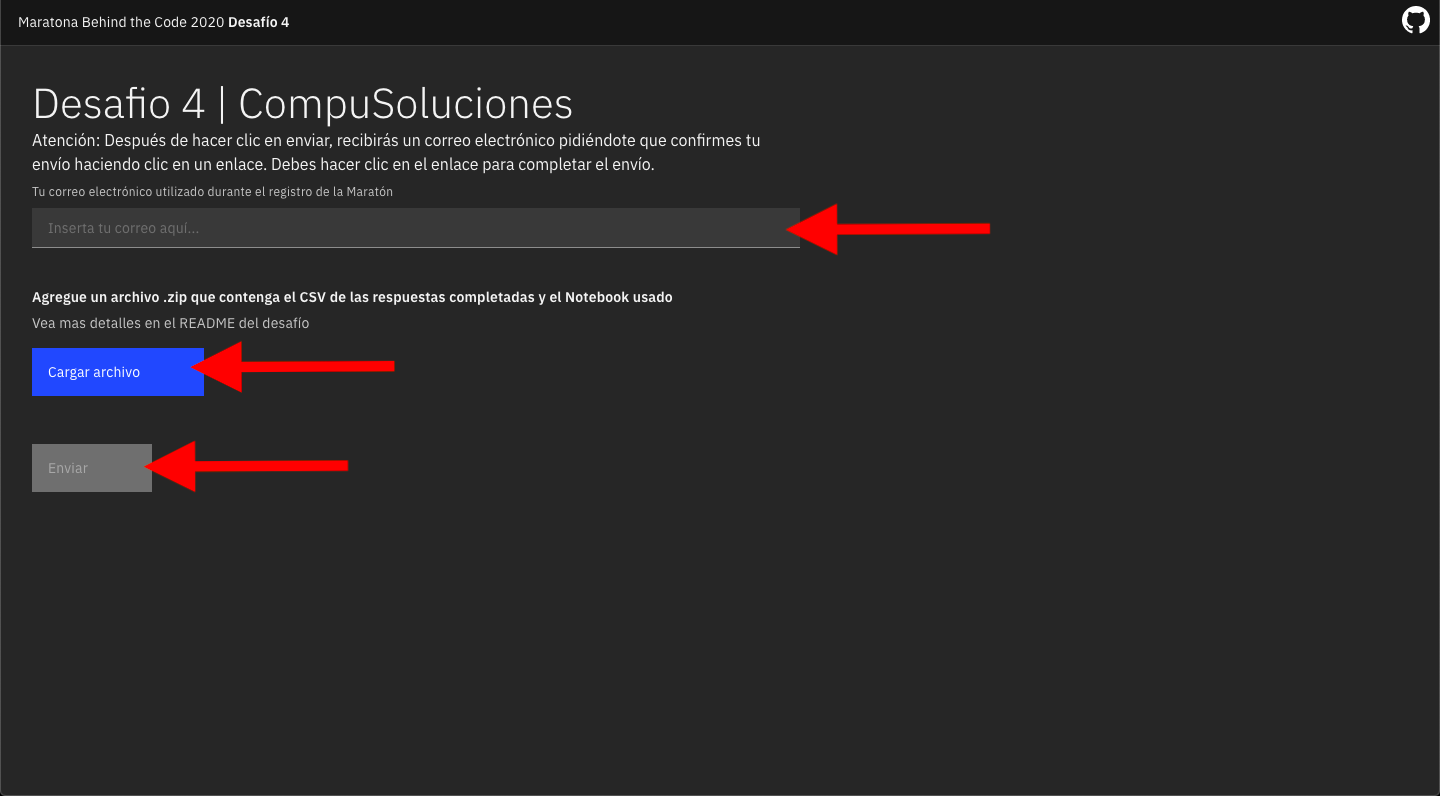 Maratona Behind the Code 2020 Desafío 4
Desafio 4 | CompuSoluciones
Atención: Después de hacer clic en enviar, recibirás un correo electrónico pidiéndote que confirmes tu
envío haciendo clic en un enlace. Debes hacer clic en el enlace para completar el envío.
Tu correo electrónico utilizado durante el registro de la Maratón
Inserta tu correo aquí...
Agregue un archivo .zip que contenga el CSV de las respuestas completadas y el Notebook usado
Vea mas detalles en el README del desafío
Cargar archivo
Enviar